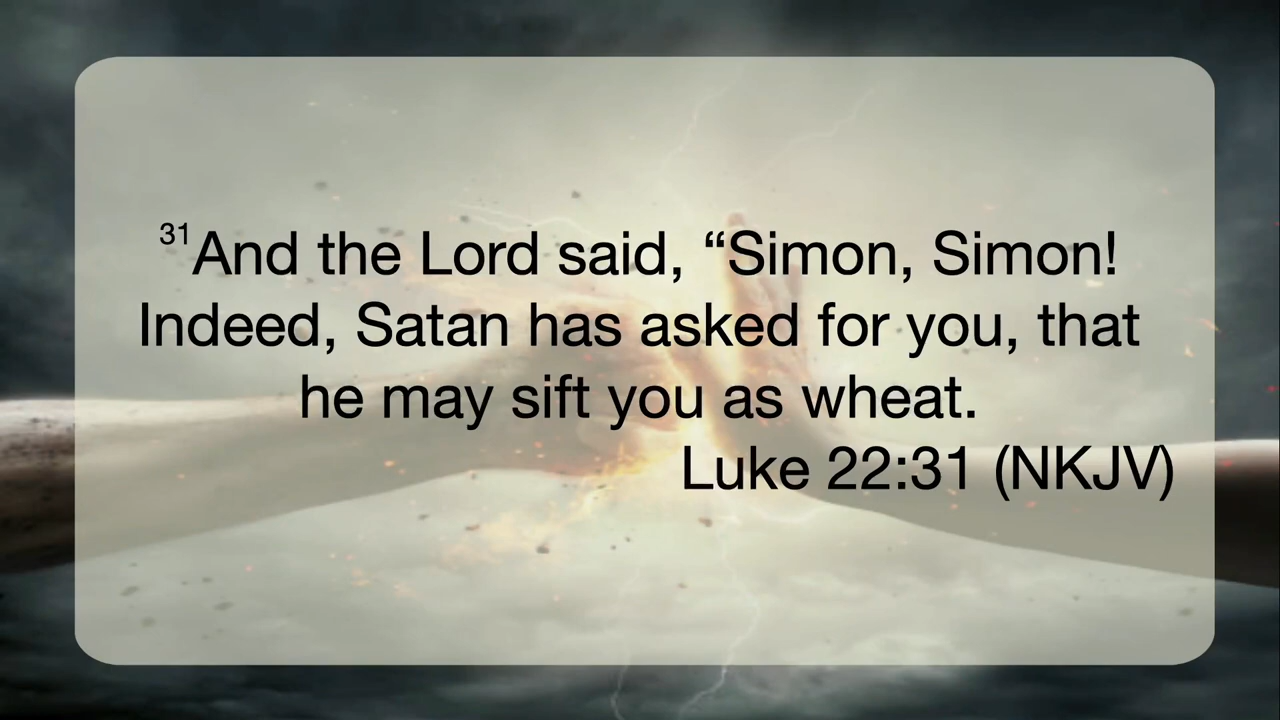 31And the Lord said, “Simon, Simon!
Indeed, Satan has asked for you, that
he may sift you as wheat.
Luke 22:31 (NKJV)